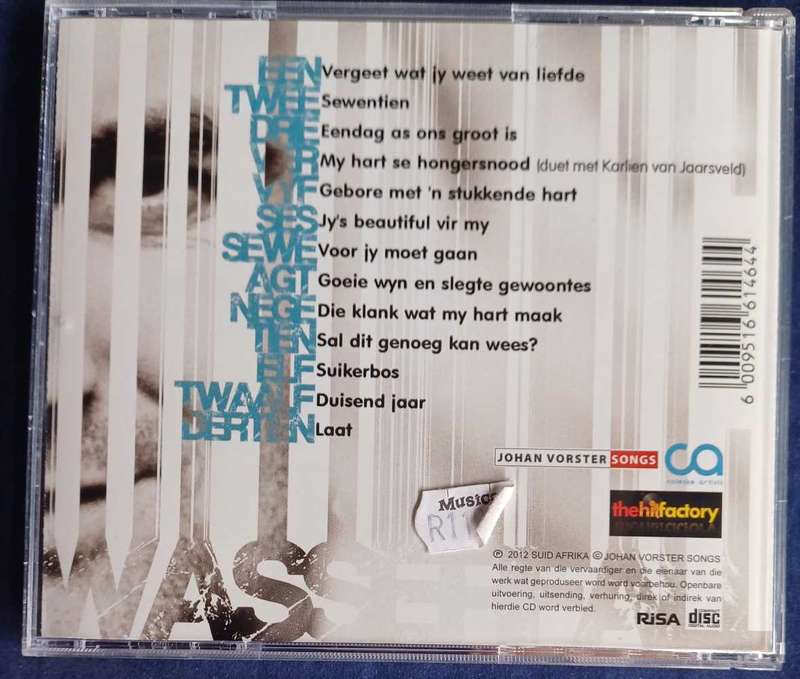 EEN Vergeet wat jy weet van liefde
TWEE Sewentien
DRIE Eendag as ons groot is
VIER My hart se hongersnood (duet met Karlien van Jaarsveld)
VYF Gebore met 'n stukkende hart
SES Jy's beautiful vir my
SEWE Voor jy moet gaan
AGT Goeie wyn en slegte gewoontes
NEGE Die klank wat my hart maak
TIEN Sal dit genoeg kan wees?
ELF Suikerbos
TWAALF Duisend jaar
DERTIEN Laat
6 009516 614644
JOHAN VORSTER SONGS
ca
thehitfactory
Musica
℗ 2012 SUID AFRIKA © JOHAN VORSTER SONGS
Alle regte van die vervaardiger en die eienaar van die
werk wat geproduseer word word voorbehou. Openbare
uitvoering, uitsending, verhuring, direk of indirek van
hierdie CD word verbied.
RiSA COMPACT disc DIGITAL AUDIO
WASS